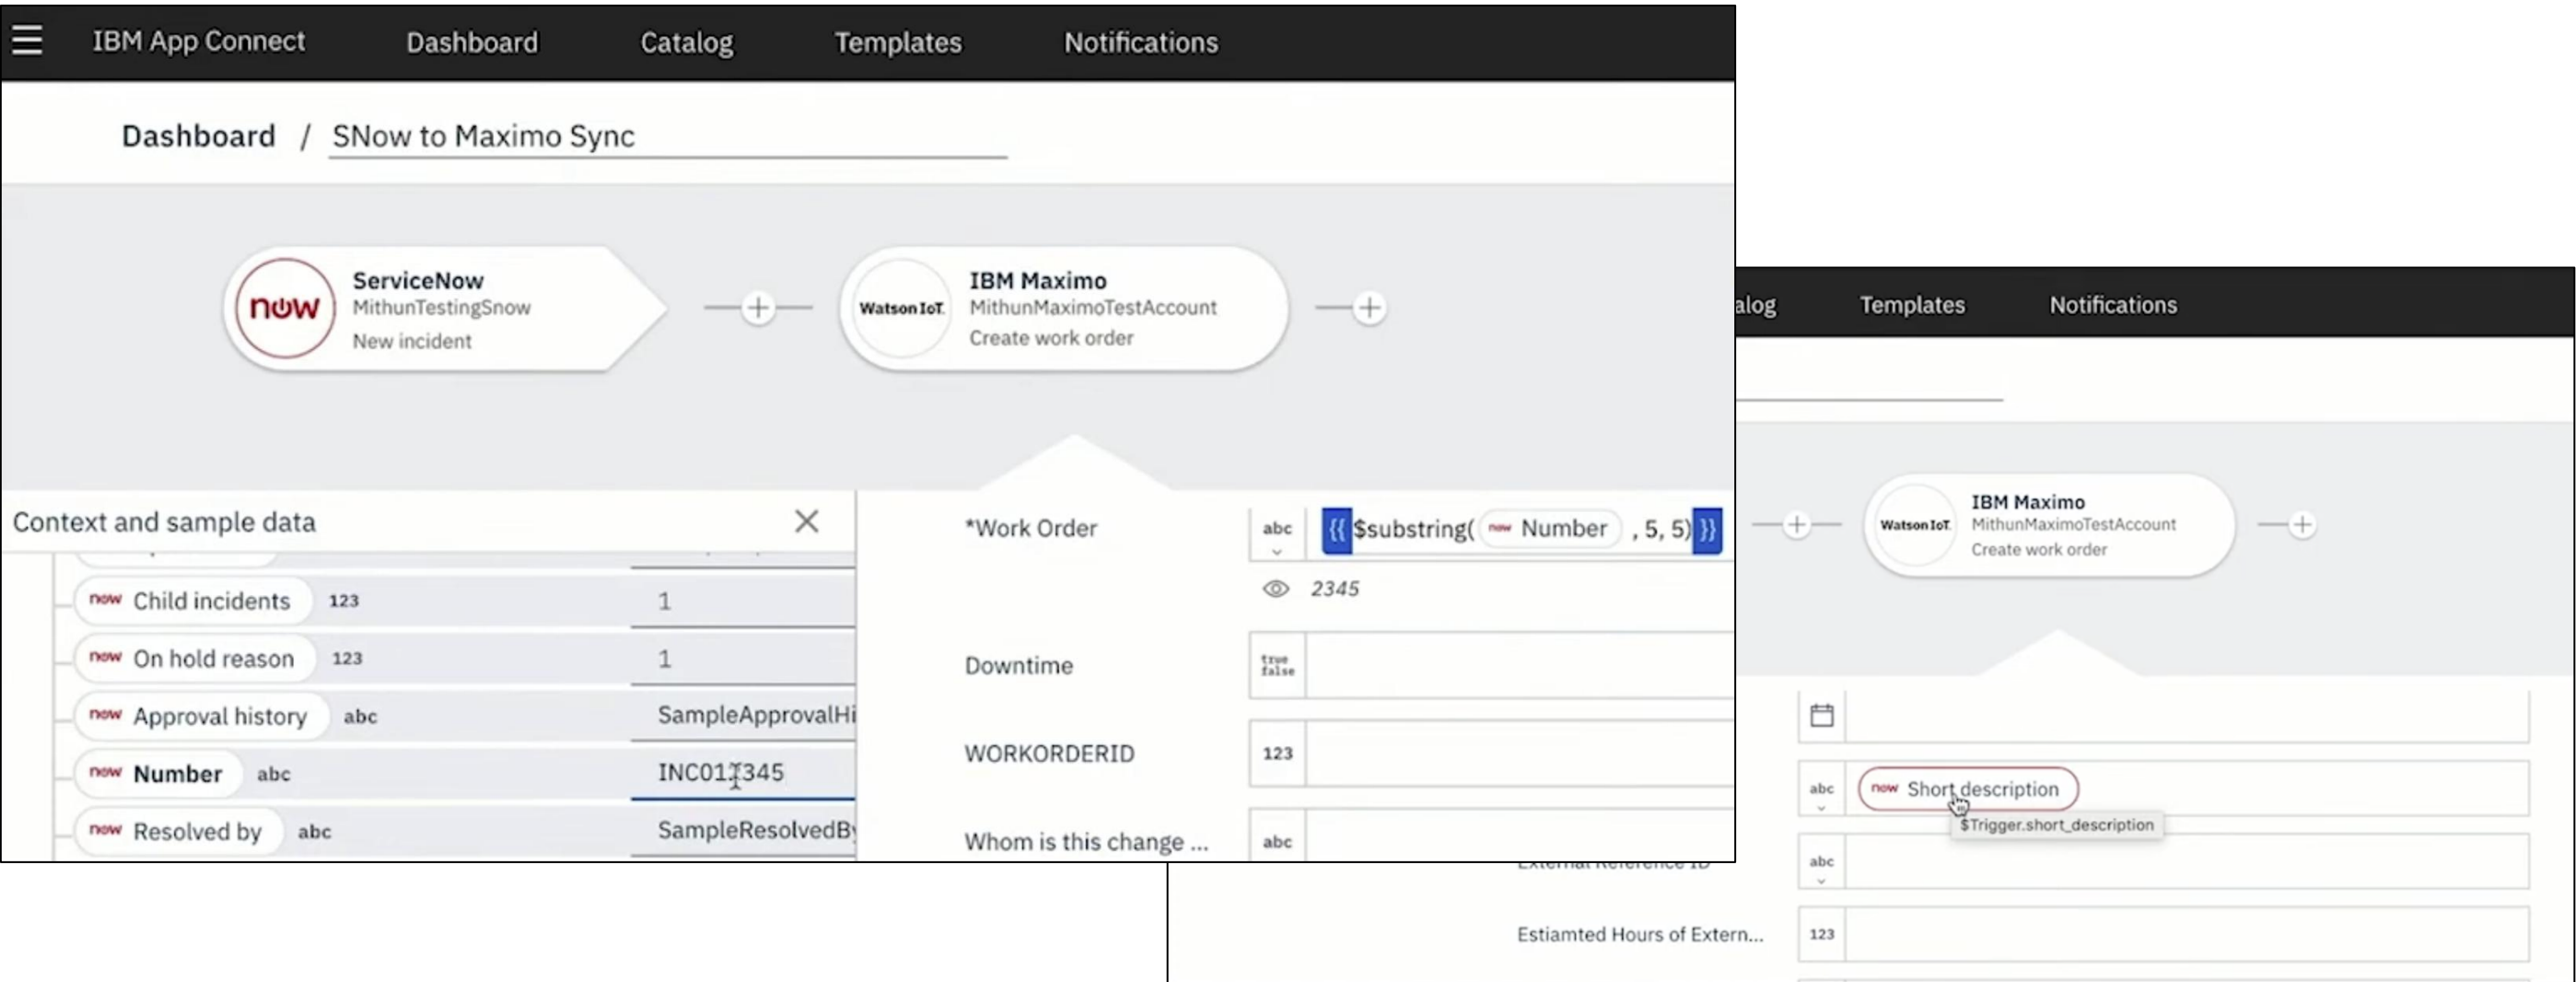 IBM App Connect Dashboard Catalog Templates Notifications
Dashboard / SNow to Maximo Sync
now
ServiceNow
MithunTestingSnow
New incident
Watson IoT
IBM Maximo
MithunMaximoTestAccount
Create work order
Context and sample data
now Child incidents 123 1
now On hold reason 123 1
now Approval history abc SampleApprovalHi
now Number abc INC012345
now Resolved by abc SampleResolvedBy
*Work Order abc {{$substring( now Number , 5, 5)}}
2345
Downtime true false
WORKORDERID 123
Whom is this change ... abc
alog Templates Notifications
Watson IoT
IBM Maximo
MithunMaximoTestAccount
Create work order
abc now Short description
$Trigger.short_description
External Reference ID abc
Estiamted Hours of Extern... 123